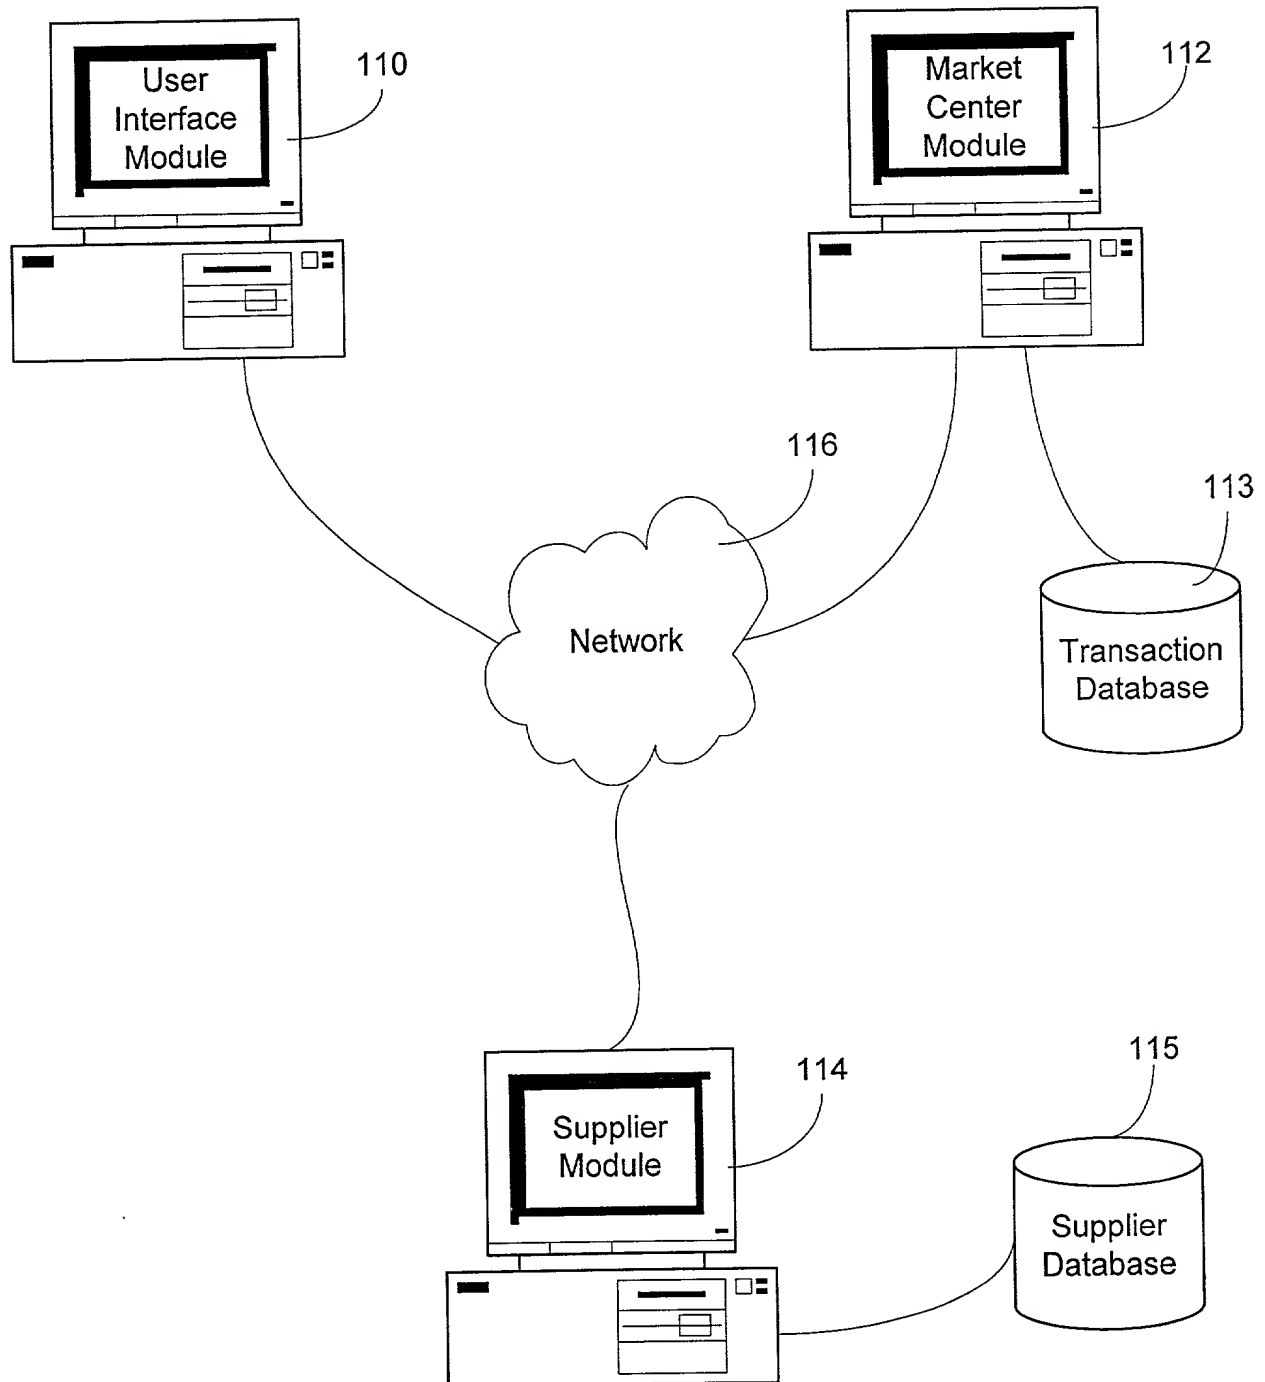 User
Interface
Module
110
Market
Center
Module
112
116
113
Network
Transaction
Database
115
114
Supplier
Module
Supplier
Database